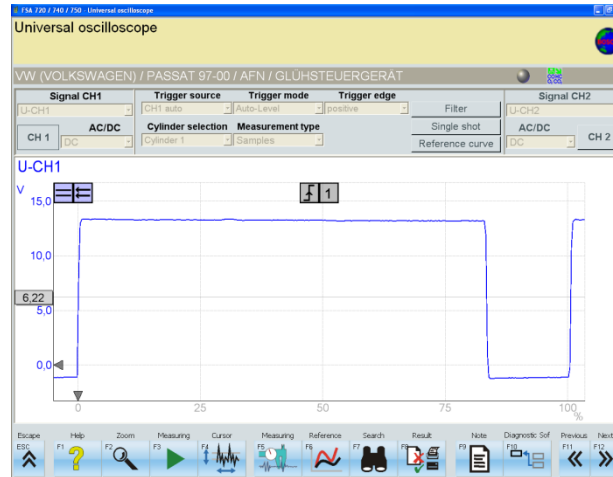 FSA 720 / 740 / 750 Universal oscilloscope
Universal oscilloscope
VW (VOLKSWAGEN) / PASSAT 97-00 / AFN / GLÜHSTEUERGERÄT
Signal CH1 Trigger source Trigger mode Trigger edge Signal CH2
U-CH1 CH1 auto Auto-Level positive Filter U-CH2
AC/DC Cylinder selection Measurement type Single shot AC/DC
CH 1 DC Cylinder 1 Samples Reference curve DC CH 2
U-CH1
V
15,0
1
10,0
6,22
5,0
0,0
0 25 50 75 100
%
Escape Help Zoom Measuring Cursor Measuring Reference Search Result Note Diagnostic Sof Previous Next
ESC F1 F2 F3 F4 F5 F6 F7 F8 F9 F10 F11 F12